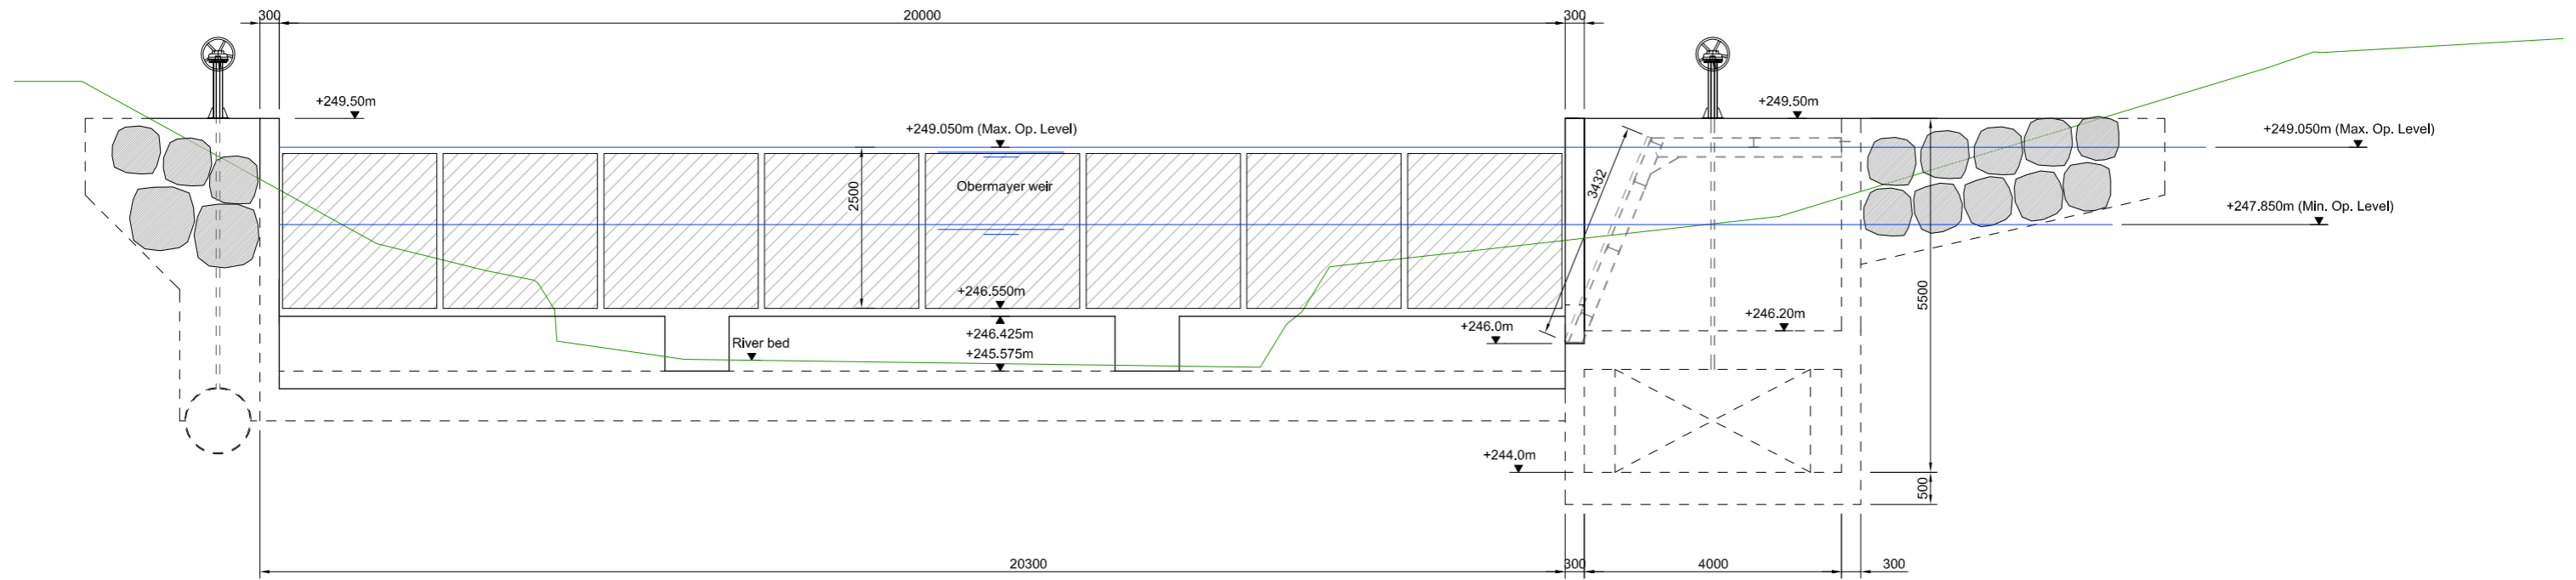 300
20000
300
+249.50m
+249.50m
+249.050m (Max. Op. Level)
+249.050m (Max. Op. Level)
2500
Obermayer weir
3432
+247.850m (Min. Op. Level)
+246.550m
5500
+246.0m
+246.20m
+246.425m
River bed
+245.575m
+244.0m
500
20300
300
4000
300